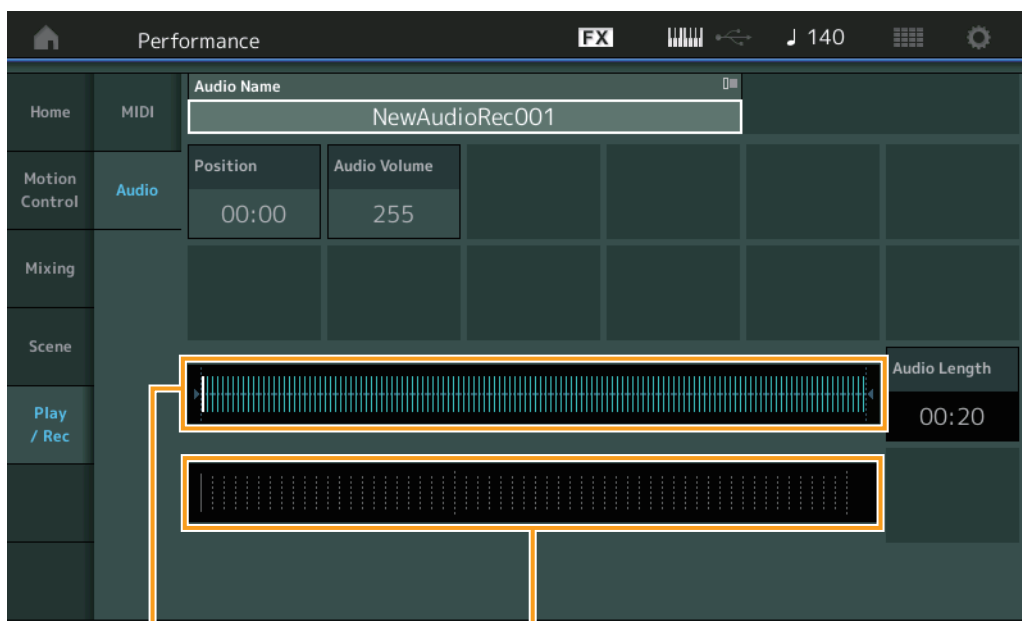 Performance
FX
♩ 140
Home
MIDI
Audio Name
NewAudioRec001
Motion
Control
Audio
Position
00:00
Audio Volume
255
Mixing
Scene
Play
/ Rec
Audio Length
00:20